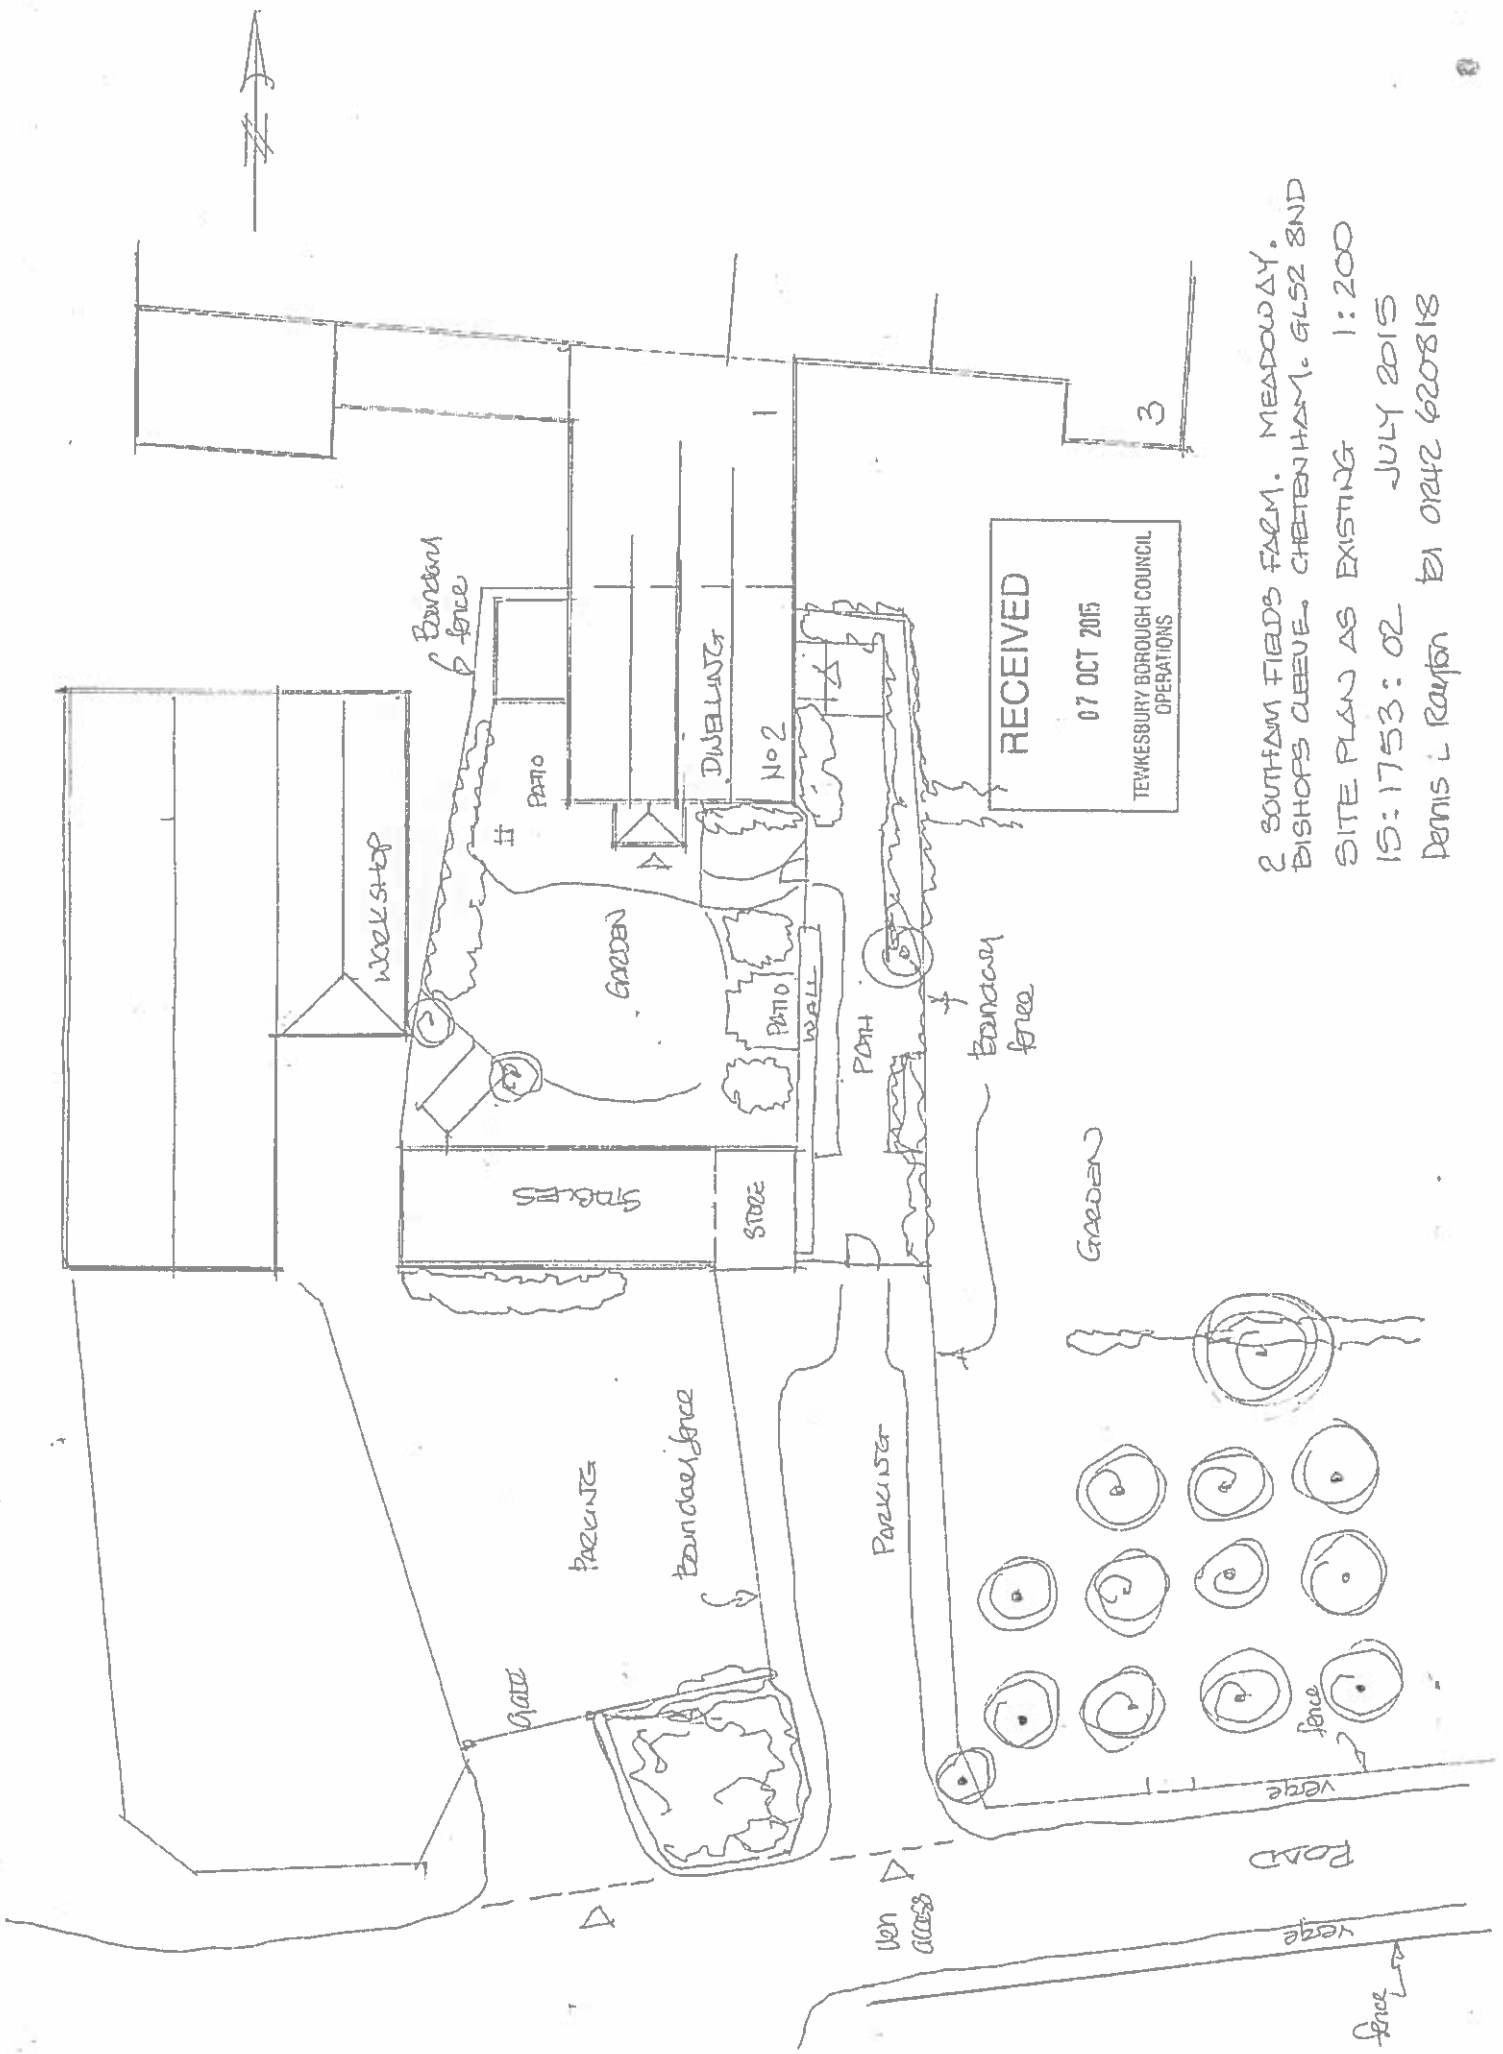 2 SOUTHAM FIELDS FARM. MEADOWAY.
BISHOPS CLEEVE. CHELTENHAM. GL52 8ND
SITE PLAN AS EXISTING 1:200
15:1753:02 JULY 2015
Dennis L Rayton tel 01242 620818
RECEIVED
07 OCT 2015
TEWKESBURY BOROUGH COUNCIL
OPERATIONS
N
WORKSHOP
Boundary
fence
PATIO
DWELLING
No 2
1
3
GARDEN
PATIO
WALL
PATH
Boundary
fence
STABLES
STORE
GARDEN
PARKING
Boundary fence
PARKING
Gate
fence
verge
ROAD
verge
fence
veh
access